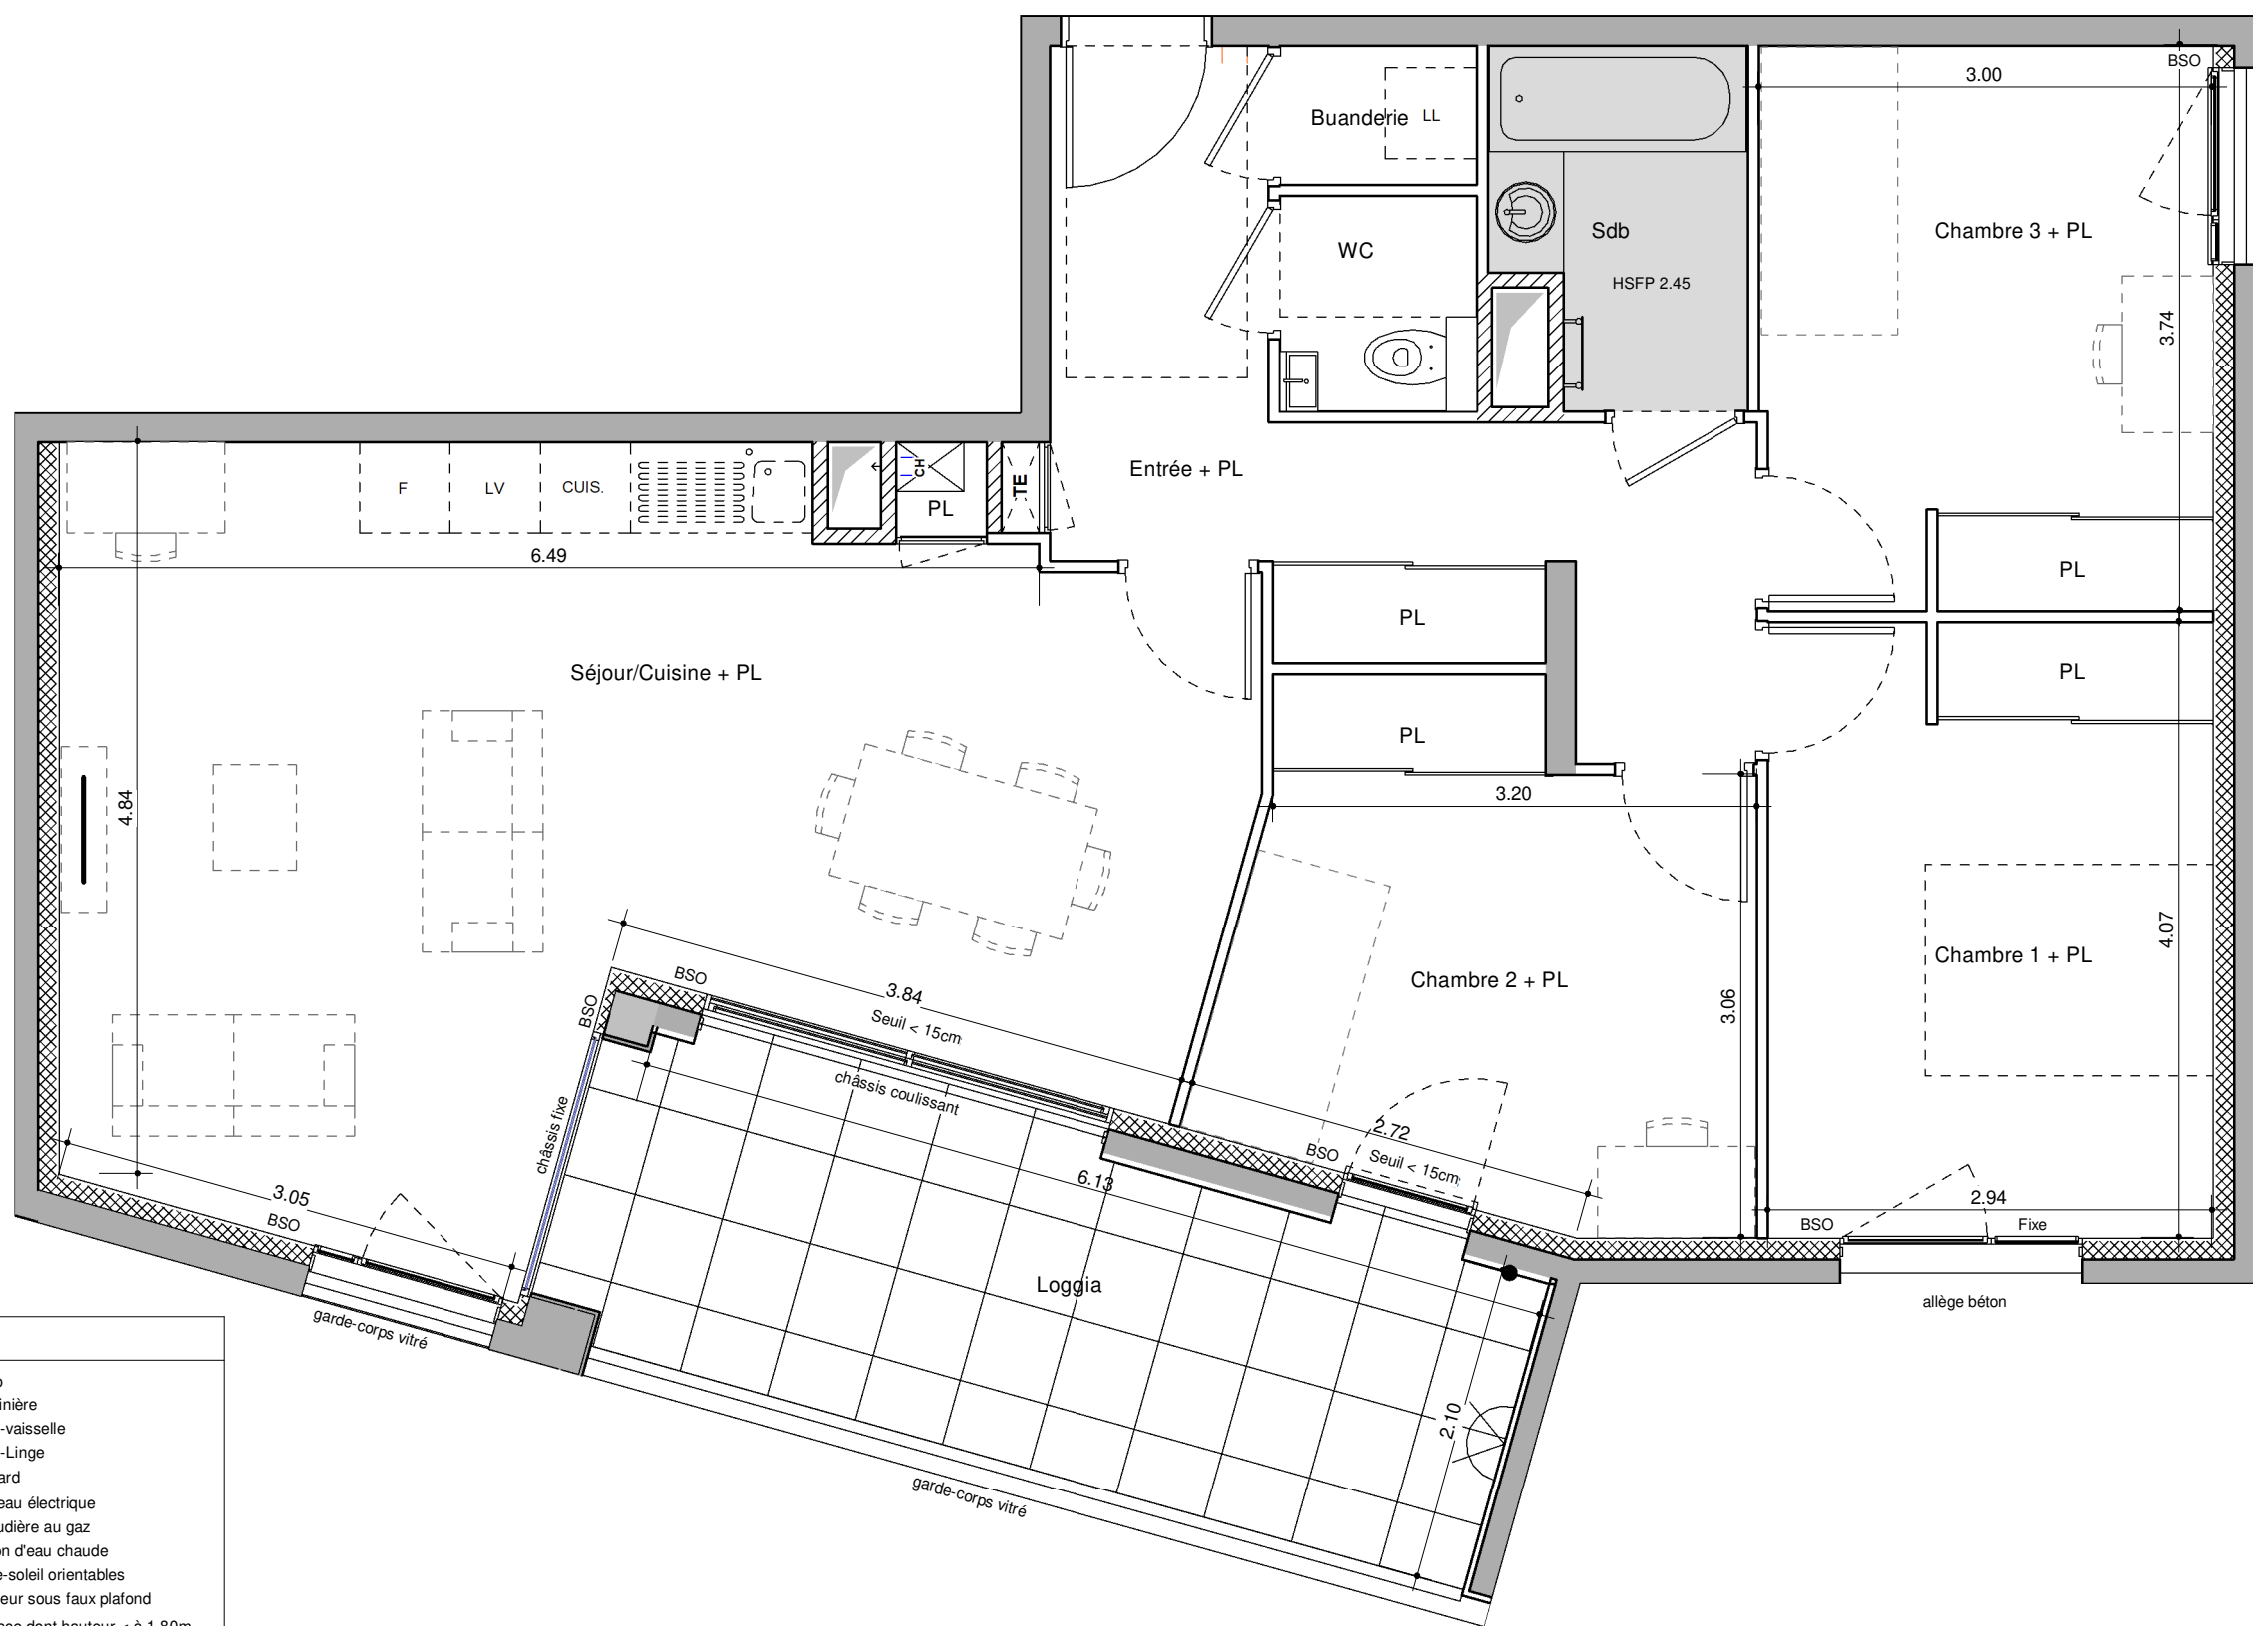 BSO
3.00
Buanderie LL
Sdb
HSFP 2.45
WC
Chambre 3 + PL
3.74
F
LV
CUIS.
CH
PL
TE
Entrée + PL
6.49
PL
PL
PL
PL
Séjour/Cuisine + PL
4.84
3.20
4.07
Chambre 1 + PL
Chambre 2 + PL
3.06
BSO
BSO
3.84
Seuil < 15cm
châssis coulissant
châssis fixe
2.72
BSO
Seuil < 15cm
6.13
3.05
BSO
2.94
BSO
Fixe
Loggia
allège béton
garde-corps vitré
2.10
garde-corps vitré
inière
-vaisselle
-Linge
ard
eau électrique
udière au gaz
on d'eau chaude
e-soleil orientables
eur sous faux plafond